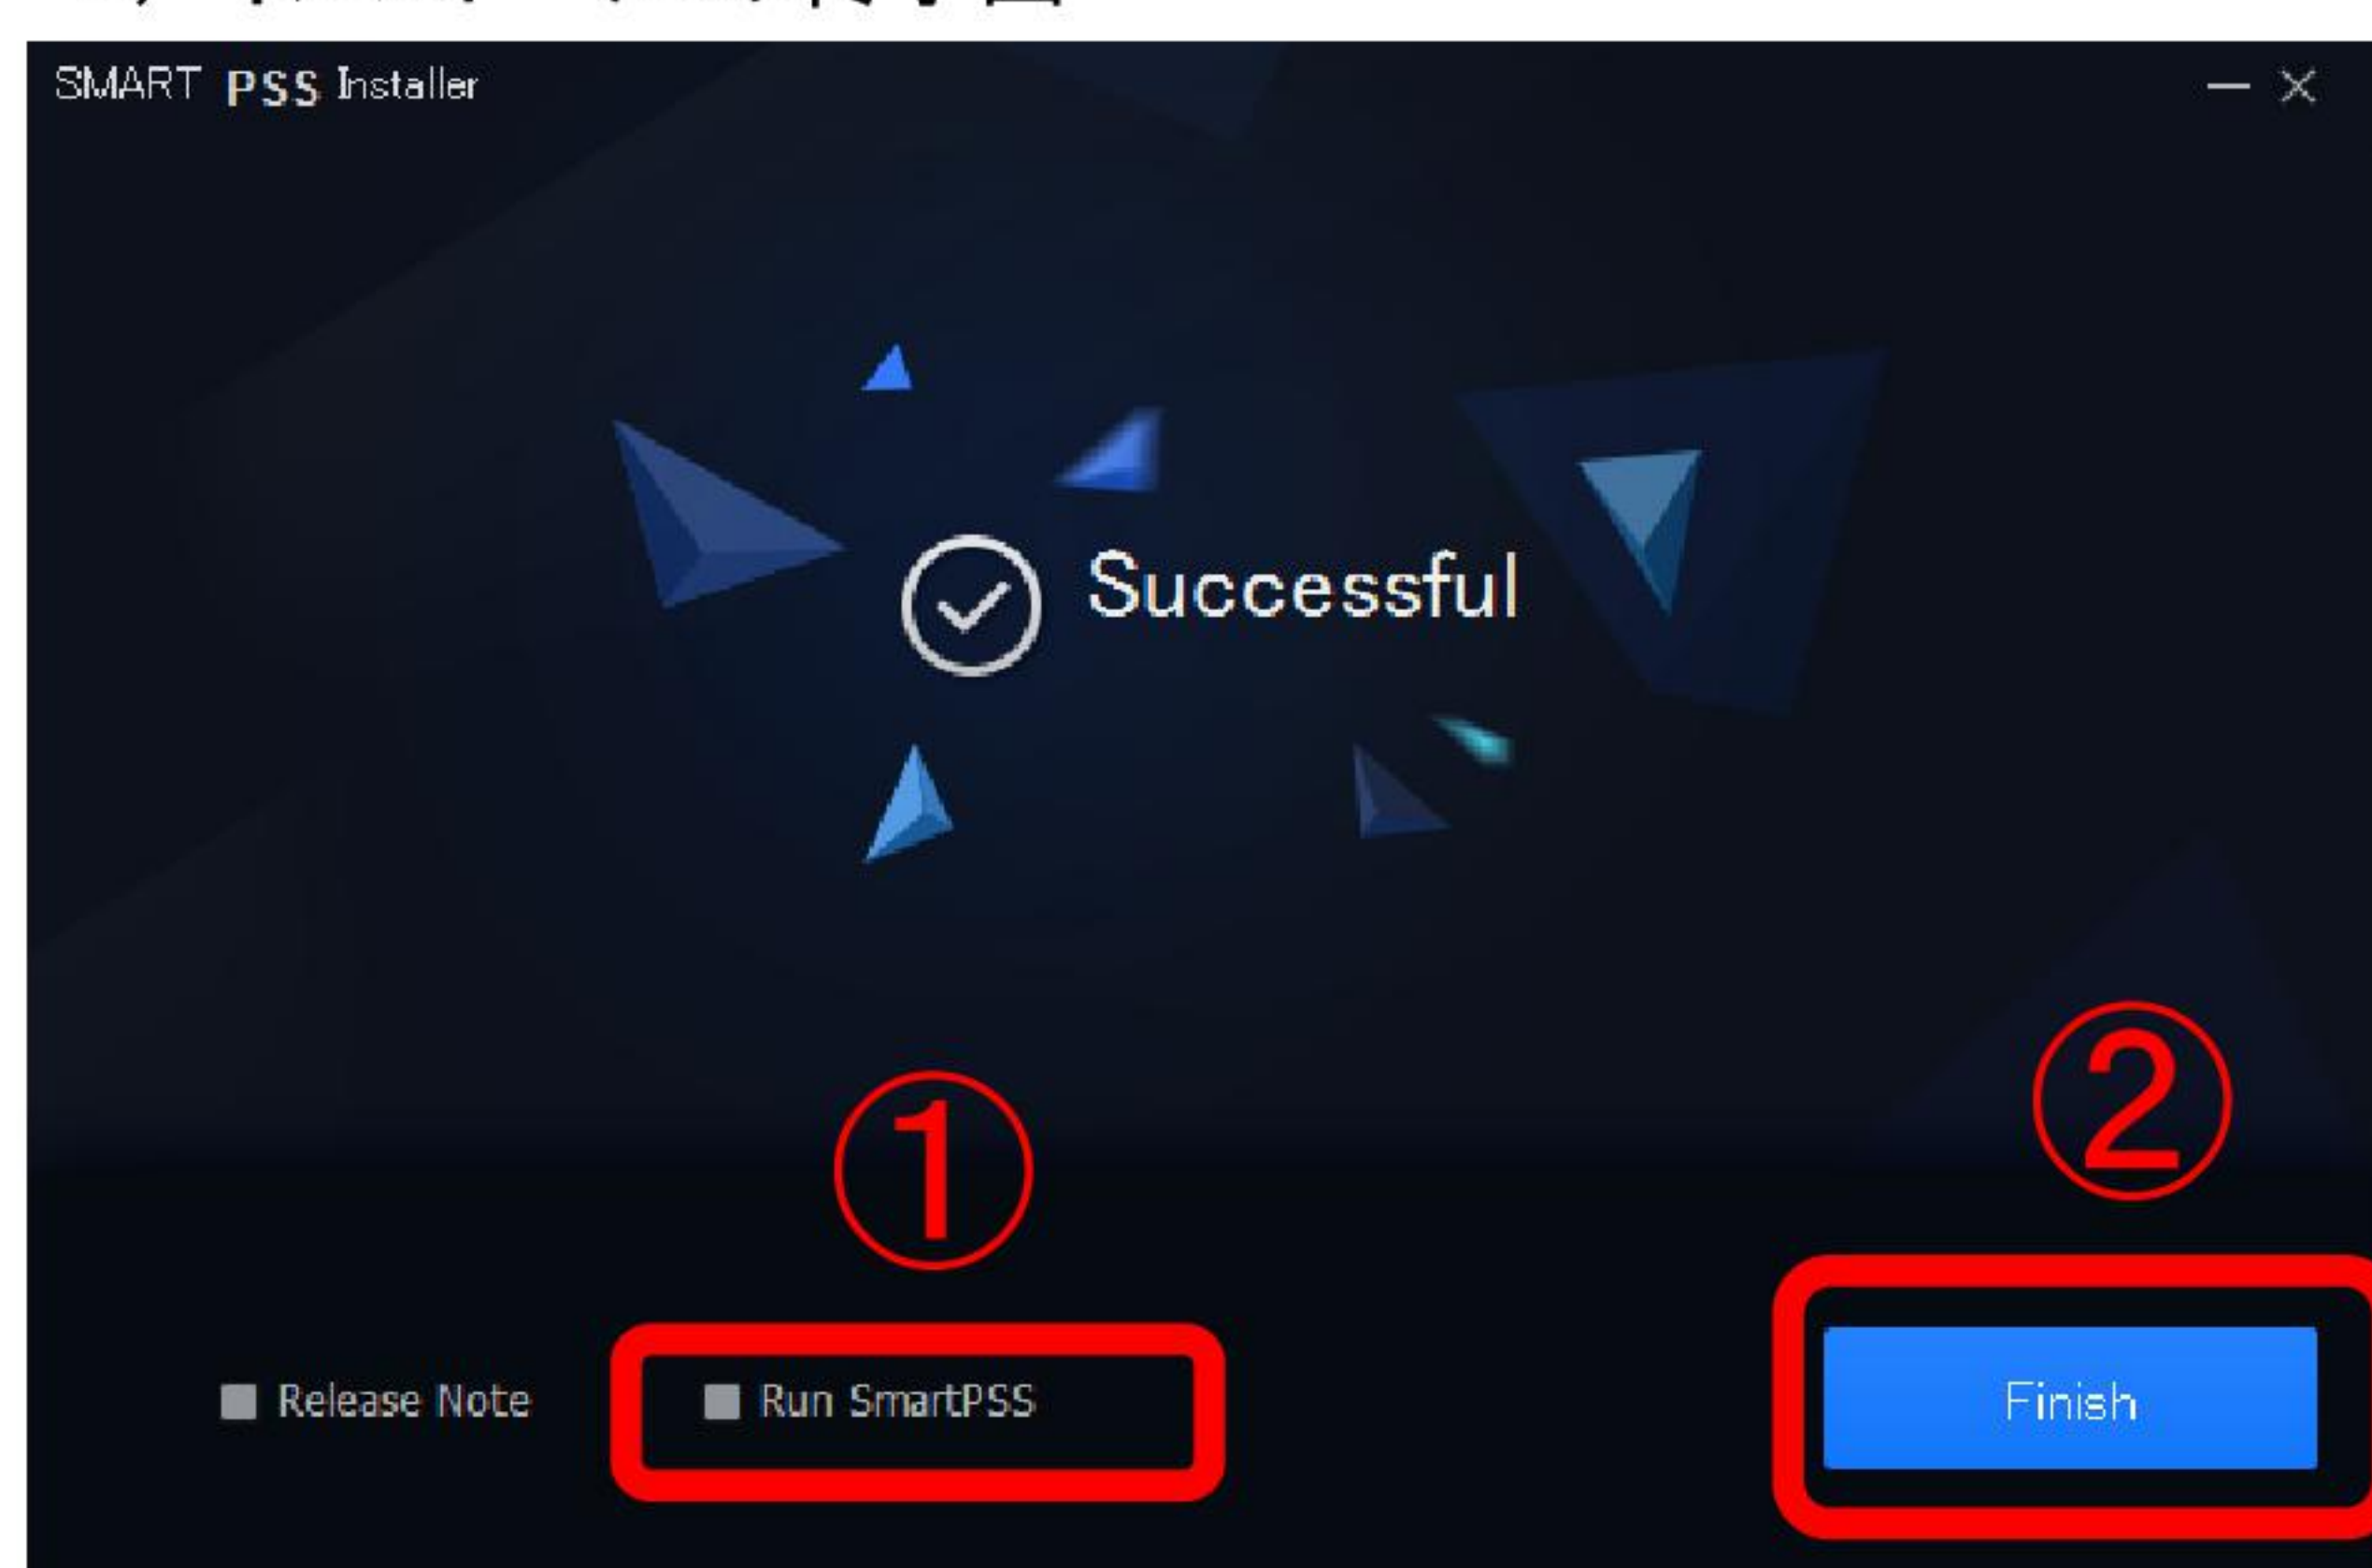 SMART PSS Installer
Successful
①
②
Release Note
Run SmartPSS
Finish